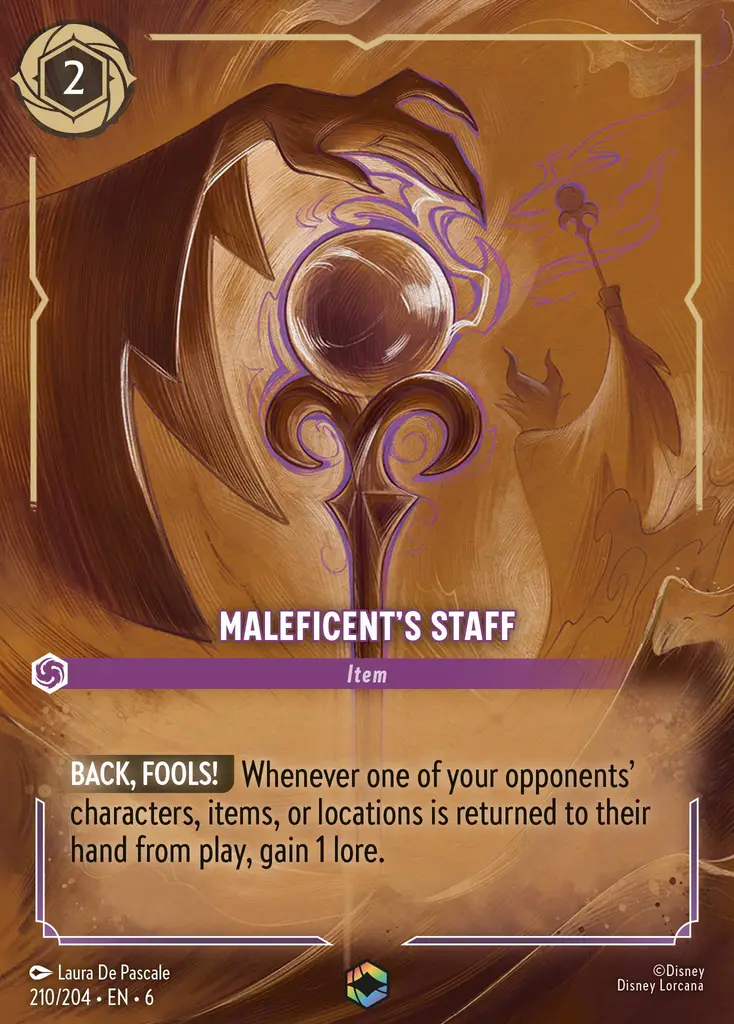 2
MALEFICENT'S STAFF
Item
BACK, FOOLS! Whenever one of your opponents'
characters, items, or locations is returned to their
hand from play, gain 1 lore.
Laura De Pascale
©Disney
210/204 • EN • 6
Disney Lorcana